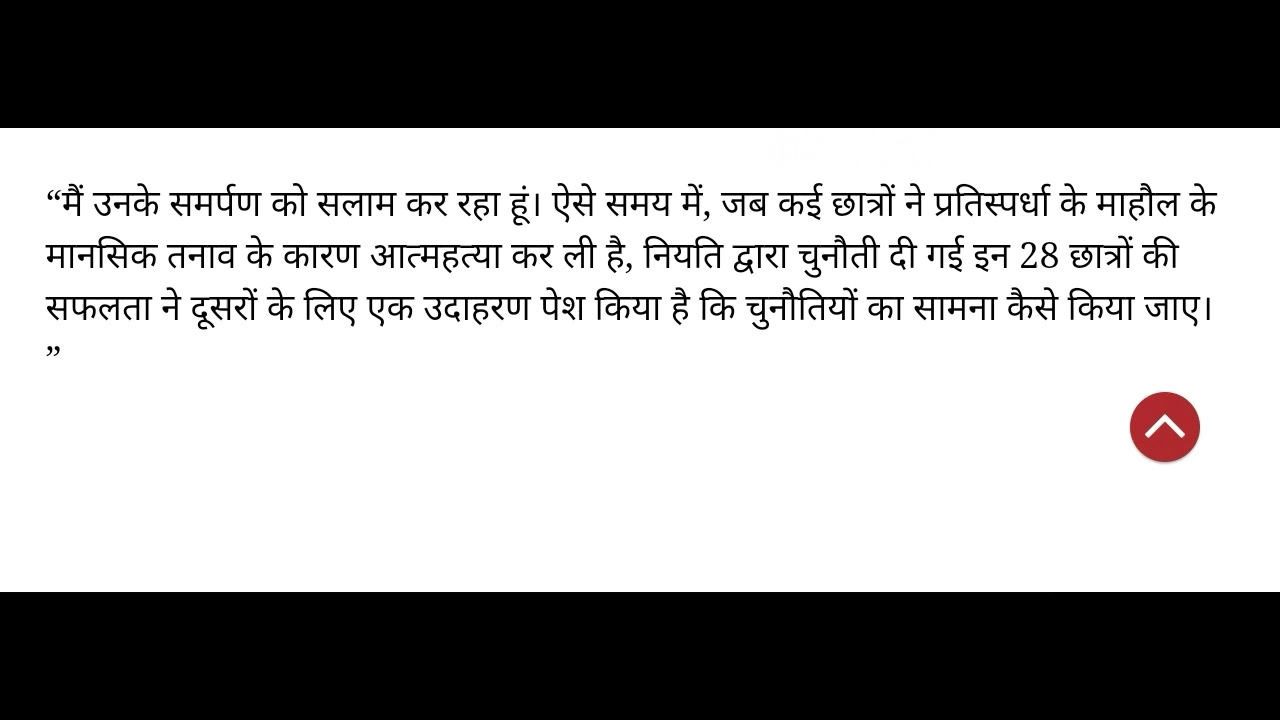 “मैं उनके समर्पण को सलाम कर रहा हूं। ऐसे समय में, जब कई छात्रों ने प्रतिस्पर्धा के माहौल के
मानसिक तनाव के कारण आत्महत्या कर ली है, नियति द्वारा चुनौती दी गई इन 28 छात्रों की
सफलता ने दूसरों के लिए एक उदाहरण पेश किया है कि चुनौतियों का सामना कैसे किया जाए।
”